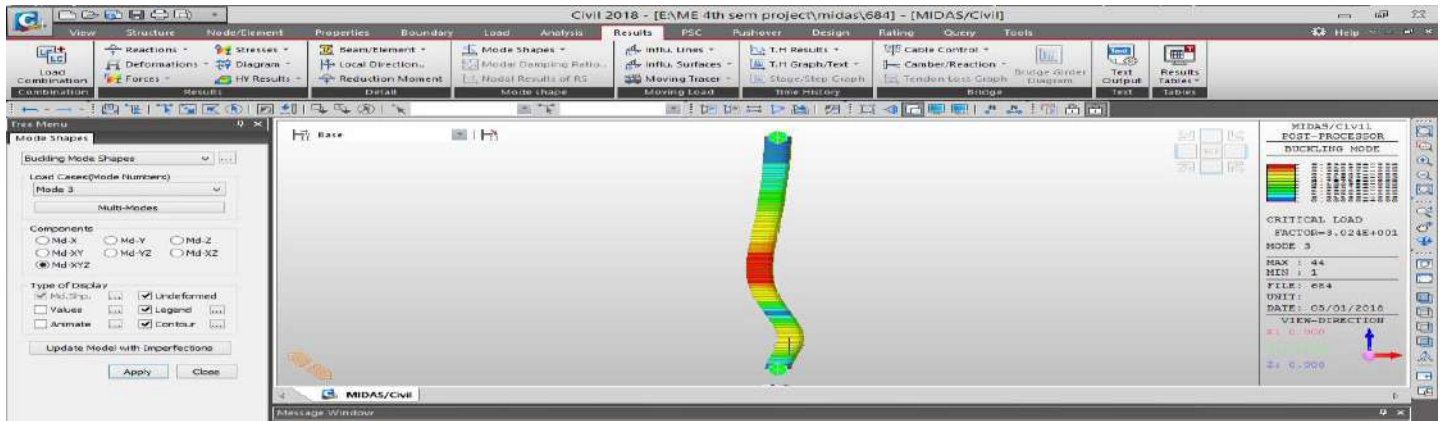 Civil 2018 - [E:\ME 4th sem project\midas\684] - [MIDAS/Civil]
View Structure Node/Element Properties Boundary Load Analysis Results PSC Pushover Design Rating Query Tools Help
Reactions Stresses Beam/Element Mode Shapes Influ. Lines T.H Results Cable Control
Load Combination Deformations Diagram Local Direction... Modal Damping Ratio... Influ. Surfaces T.H Graph/Text Camber/Reaction Bridge Girder Diagram Text Output Results Tables
Forces HY Results Reduction Moment Nodal Results of RS Moving Tracer Stage/Step Graph Tendon Loss Graph
Combination Results Detail Mode Shape Moving Load Time History Bridge Text Tables
Tree Menu
Mode Shapes
Base
Buckling Mode Shapes
Load Cases(Mode Numbers)
Mode 3
Multi-Modes
Components
Md-X Md-Y Md-Z
Md-XY Md-YZ Md-XZ
Md-XYZ
Type of Display
Md.Shp. Undeformed
Values Legend
Animate Contour
Update Model with Imperfections
Apply Close
MIDAS/Civil
POST-PROCESSOR
BUCKLING MODE
CRITICAL LOAD
FACTOR=3.024E+001
MODE 3
MAX : 44
MIN : 1
FILE: 684
UNIT:
DATE: 05/01/2018
VIEW-DIRECTION
X: 0.000
Z: 0.000
MIDAS/Civil
Message Window